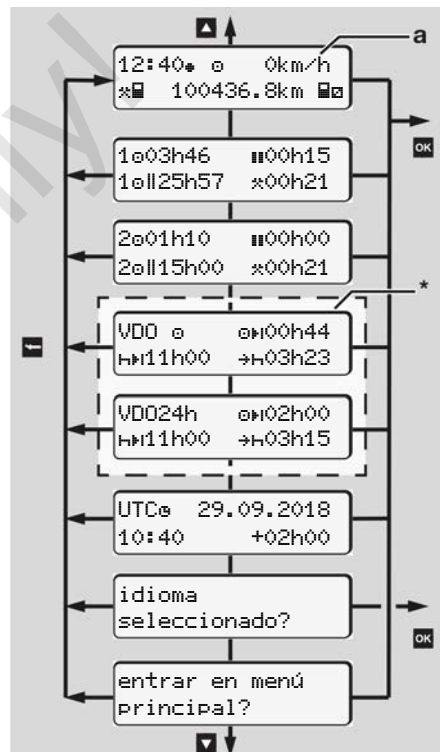 12:40 0km/h
100436.8km
a
OK
1 03h46 00h15
1 25h57 00h21
2 01h10 00h00
2 15h00 00h21
*
VDO 00h44
11h00 03h23
VDO24h 02h00
11h00 03h15
UTC 29.09.2018
10:40 +02h00
idioma
seleccionado?
OK
entrar en menú
principal?